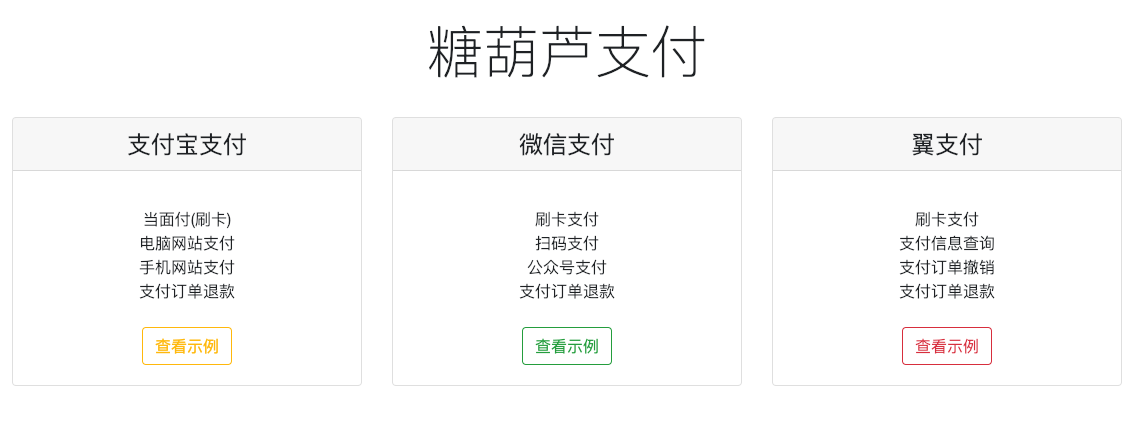 糖葫芦支付
支付宝支付
当面付(刷卡)
电脑网站支付
手机网站支付
支付订单退款
查看示例
微信支付
刷卡支付
扫码支付
公众号支付
支付订单退款
查看示例
翼支付
刷卡支付
支付信息查询
支付订单撤销
支付订单退款
查看示例